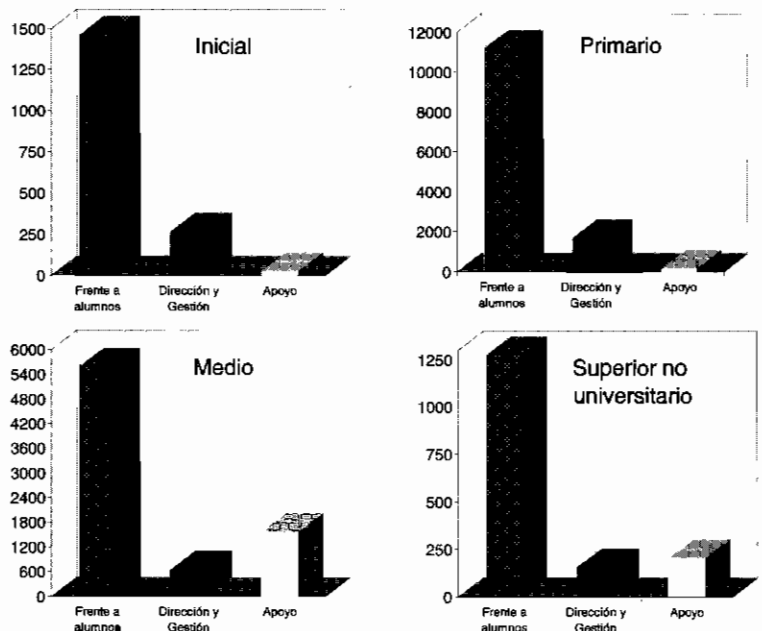 Inicial
1500
1250
1000
750
500
250
0
Frente a
alumnos
Dirección y
Gestión
Apoyo
Primario
12000
10000
8000
6000
4000
2000
0
Frente a
alumnos
Dirección y
Gestión
Apoyo
Medio
6000
5400
4800
4200
3600
3000
2400
1800
1200
600
0
Frente a
alumnos
Dirección y
Gestión
Apoyo
Superior no
universitario
1250
1000
750
500
250
0
Frente a
alumnos
Dirección y
Gestión
Apoyo